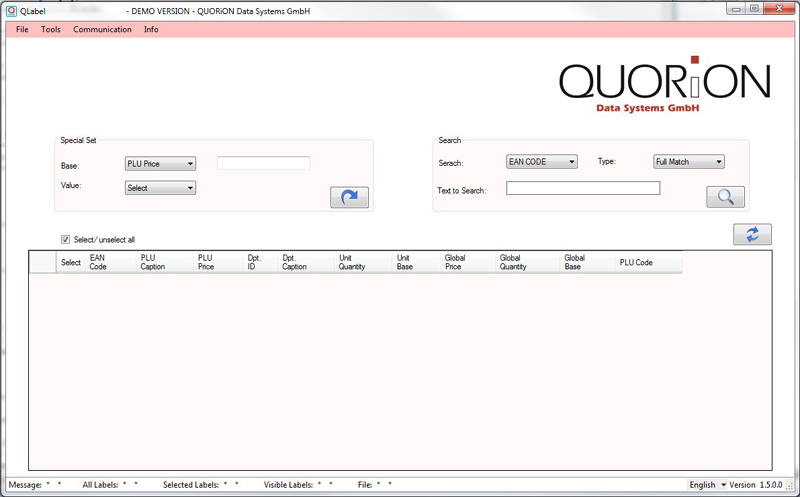 QLabel - DEMO VERSION - QUORiON Data Systems GmbH
File Tools Communication Info
QUORiON
Data Systems GmbH
Special Set
Base: PLU Price
Value: Select
Search
Serach: EAN CODE Type: Full Match
Text to Search:
Select/ unselect all
Select EAN Code PLU Caption PLU Price Dpt. ID Dpt. Caption Unit Quantity Unit Base Global Price Global Quantity Global Base PLU Code
Message: * * All Labels: * * Selected Labels: * * Visible Labels: * * File: * * English Version 1.5.0.0